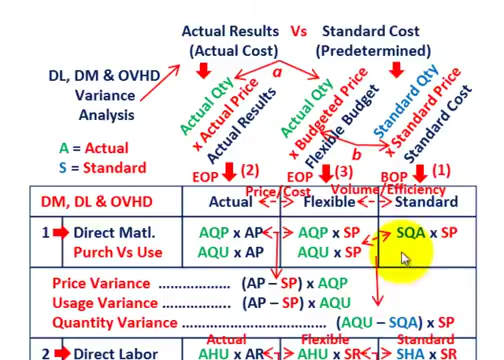 Actual Results Vs Standard Cost
(Actual Cost) (Predetermined)
DL, DM & OVHD
Variance
Analysis
A = Actual
S = Standard
a
b
Actual Qty
x Actual Price
Actual Results
Actual Qty
x Budgeted Price
Flexible Budget
Standard Qty
x Standard Price
Standard Cost
EOP (2) EOP (3) BOP (1)
Price/Cost Volume/Efficiency
DM, DL & OVHD Actual Flexible Standard
1 Direct Matl. AQP x AP AQP x SP SQA x SP
Purch Vs Use AQU x AP AQU x SP
Price Variance .................. (AP – SP) x AQP
Usage Variance ................. (AP – SP) x AQU
Quantity Variance ............................... (AQU – SQA) x SP
Actual Flexible Standard
2 Direct Labor AHU x AR AHU x SR SHA x SR